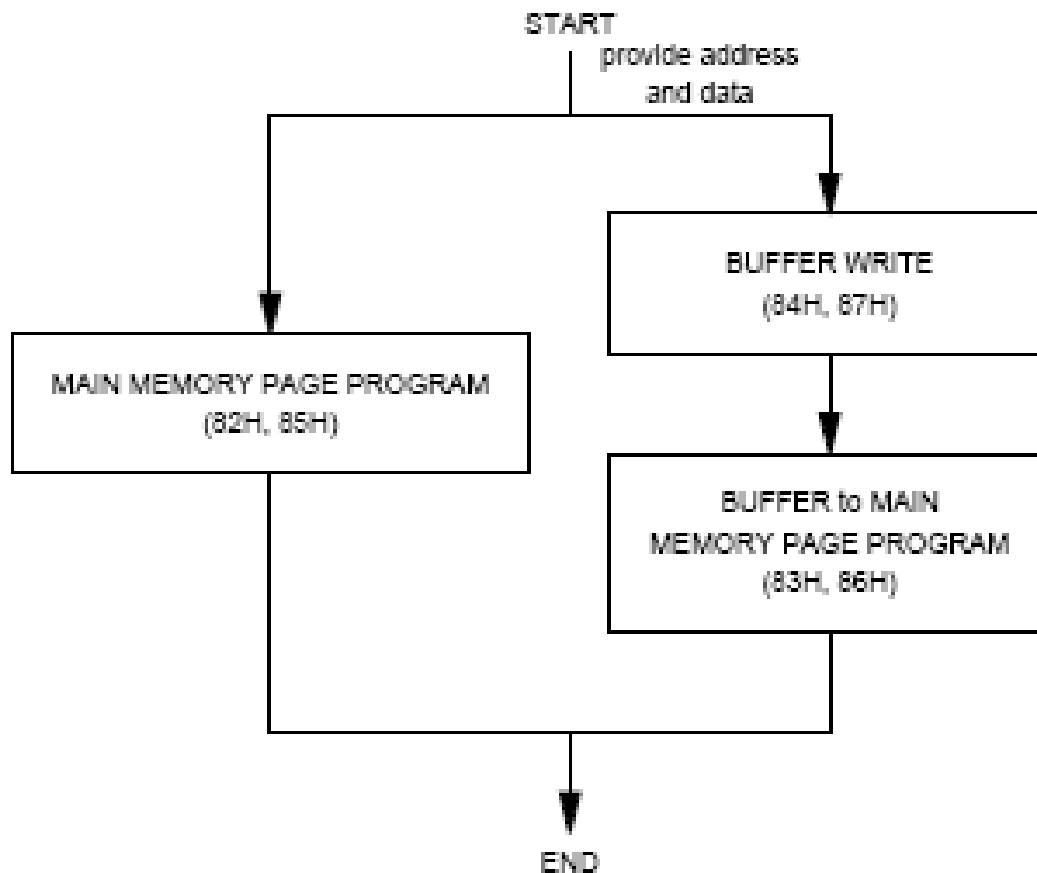 START
provide address
and data
BUFFER WRITE
(84H, 87H)
MAIN MEMORY PAGE PROGRAM
(82H, 85H)
BUFFER to MAIN
MEMORY PAGE PROGRAM
(83H, 86H)
END